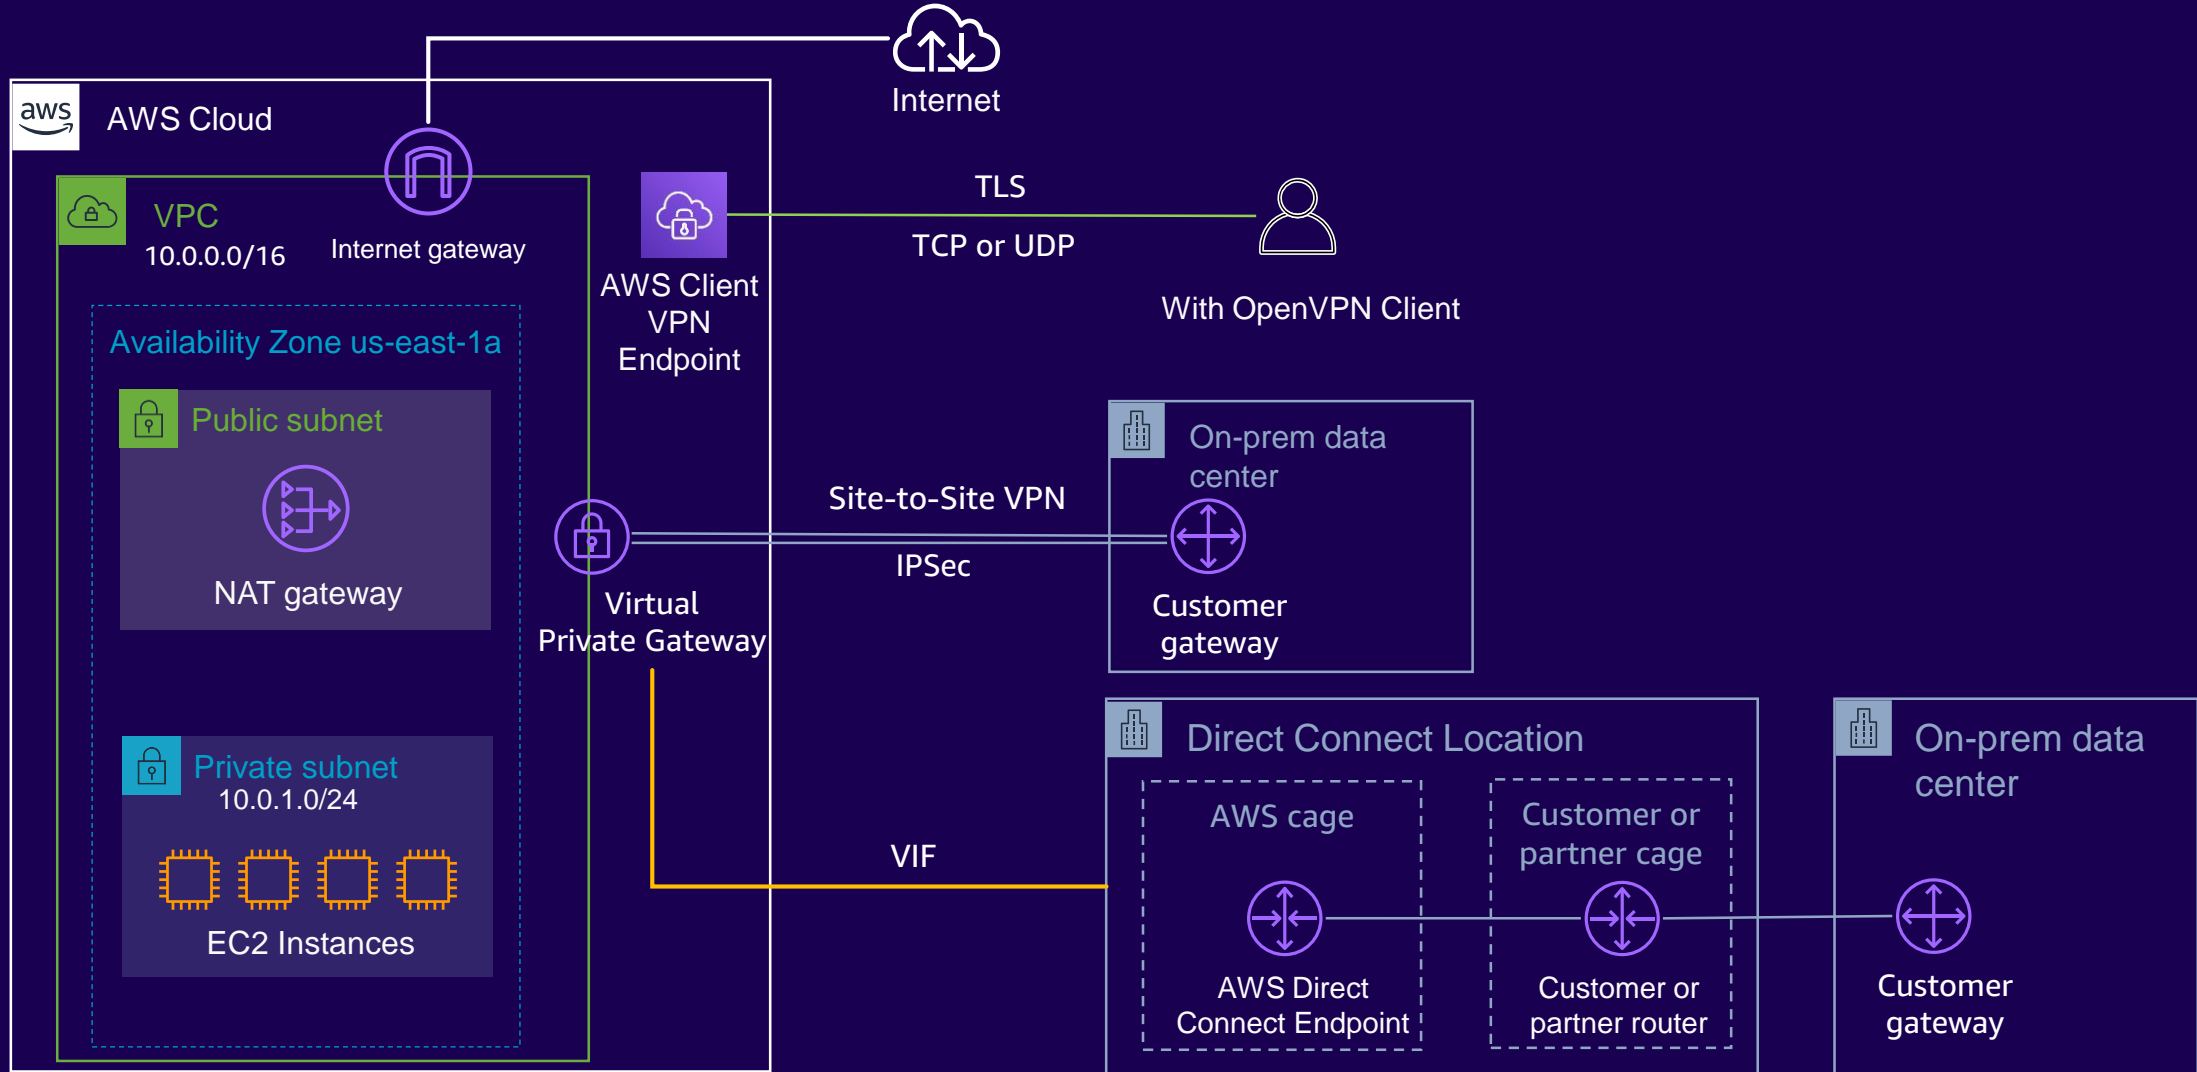 Internet
aws
AWS Cloud
VPC
10.0.0.0/16
Internet gateway
AWS Client
VPN
Endpoint
TLS
TCP or UDP
With OpenVPN Client
Availability Zone us-east-1a
Public subnet
NAT gateway
Virtual
Private Gateway
Site-to-Site VPN
IPSec
On-prem data
center
Customer
gateway
Private subnet
10.0.1.0/24
EC2 Instances
VIF
Direct Connect Location
AWS cage
AWS Direct
Connect Endpoint
Customer or
partner cage
Customer or
partner router
On-prem data
center
Customer
gateway